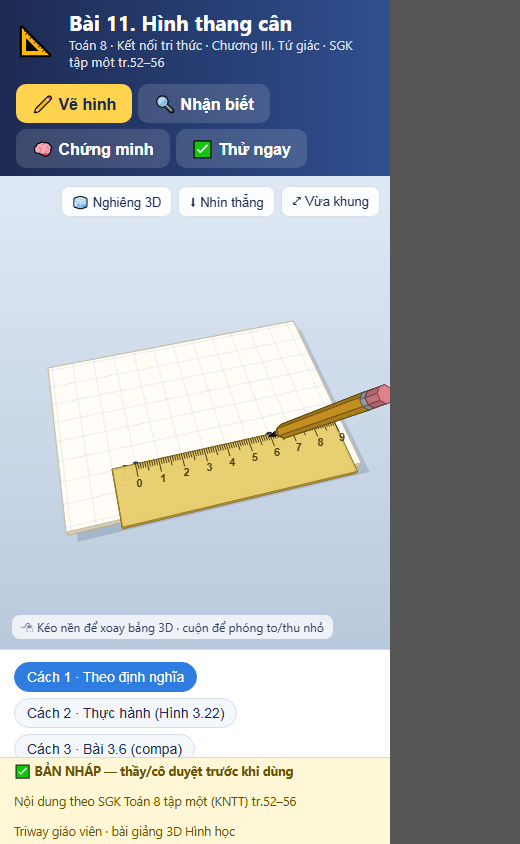 Bài 11. Hình thang cân
Toán 8 · Kết nối tri thức · Chương III. Tứ giác · SGK
tập một tr.52–56
Vẽ hình
Nhận biết
Chứng minh
Thử ngay
Nghiêng 3D
⬇ Nhìn thẳng
⤢ Vừa khung
0 1 2 3 4 5 6 7 8 9
Kéo nền để xoay bảng 3D · cuộn để phóng to/thu nhỏ
Cách 1 · Theo định nghĩa
Cách 2 · Thực hành (Hình 3.22)
Cách 3 · Bài 3.6 (compa)
✅ BẢN NHÁP — thầy/cô duyệt trước khi dùng
Nội dung theo SGK Toán 8 tập một (KNTT) tr.52–56
Triway giáo viên · bài giảng 3D Hình học